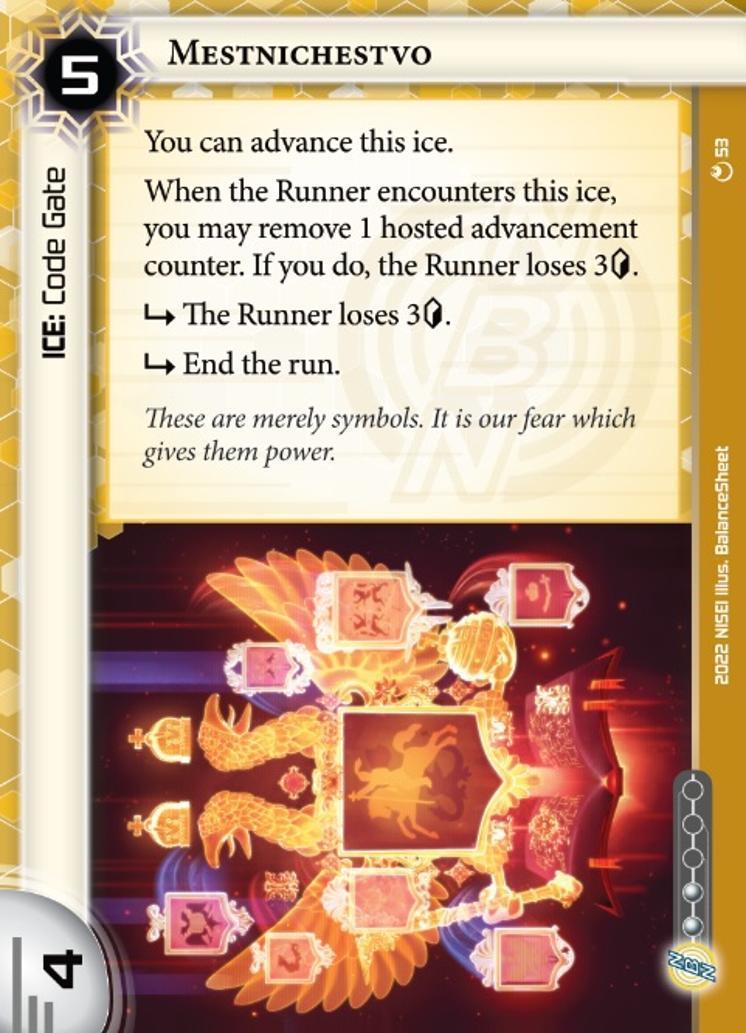 5
Mestnichestvo
ICE: Code Gate
You can advance this ice.
When the Runner encounters this ice,
you may remove 1 hosted advancement
counter. If you do, the Runner loses 3.
↳ The Runner loses 3.
↳ End the run.
These are merely symbols. It is our fear which
gives them power.
53
2022 NISEI Illus. BalanceSheet
4
NBN
NBN